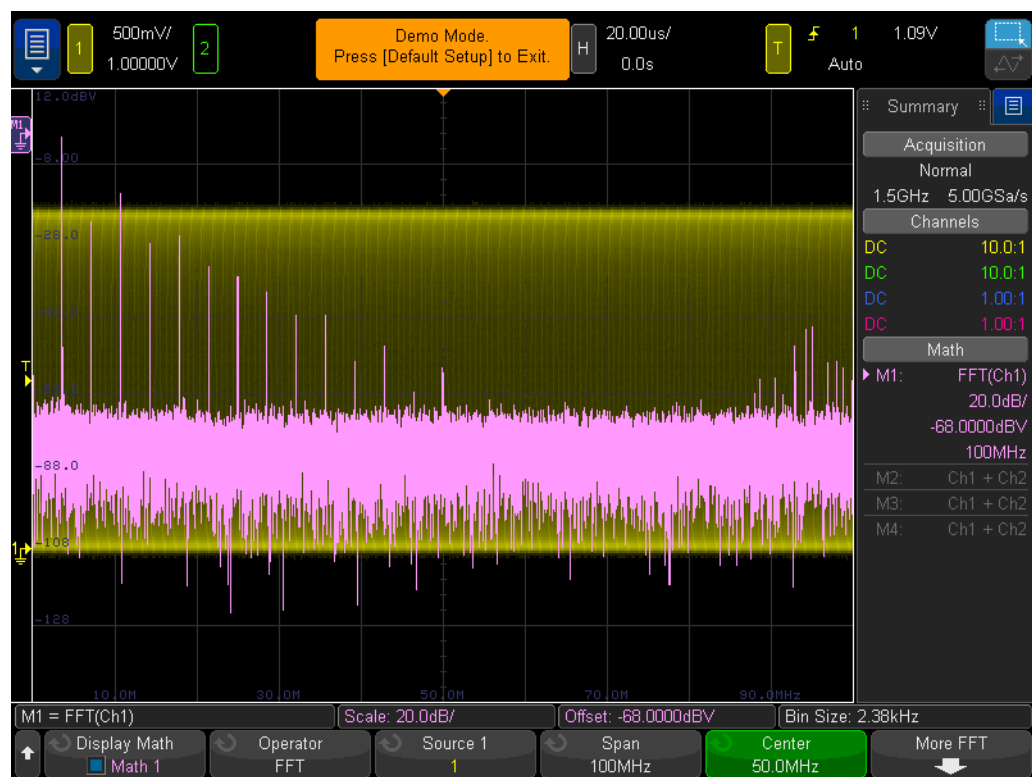 1
500mV/
1.00000V
2
Demo Mode.
Press [Default Setup] to Exit.
H
20.00us/
0.0s
T
1
1.09V
Auto
12.0dBV
M1
-8.00
-28.0
T
-88.0
1
-108
-128
10.0M
30.0M
50.0M
70.0M
90.0MHz
Summary
Acquisition
Normal
1.5GHz 5.00GSa/s
Channels
DC 10.0:1
DC 10.0:1
DC 1.00:1
DC 1.00:1
Math
M1: FFT(Ch1)
20.0dB/
-68.0000dBV
100MHz
M2: Ch1 + Ch2
M3: Ch1 + Ch2
M4: Ch1 + Ch2
M1 = FFT(Ch1)
Scale: 20.0dB/
Offset: -68.0000dBV
Bin Size: 2.38kHz
Display Math
Math 1
Operator
FFT
Source 1
1
Span
100MHz
Center
50.0MHz
More FFT